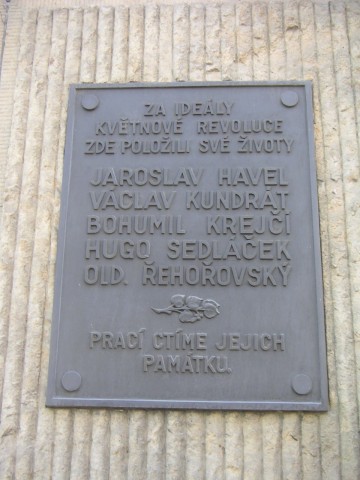 ZA IDEÁLY
KVĚTNOVÉ REVOLUCE
ZDE POLOŽILI SVÉ ŽIVOTY
JAROSLAV HAVEL
VÁCLAV KUNDRÁT
BOHUMIL KREJČÍ
HUGO SEDLÁČEK
OLD. ŘEHOŘOVSKÝ
PRACÍ CTÍME JEJICH
PAMÁTKU.